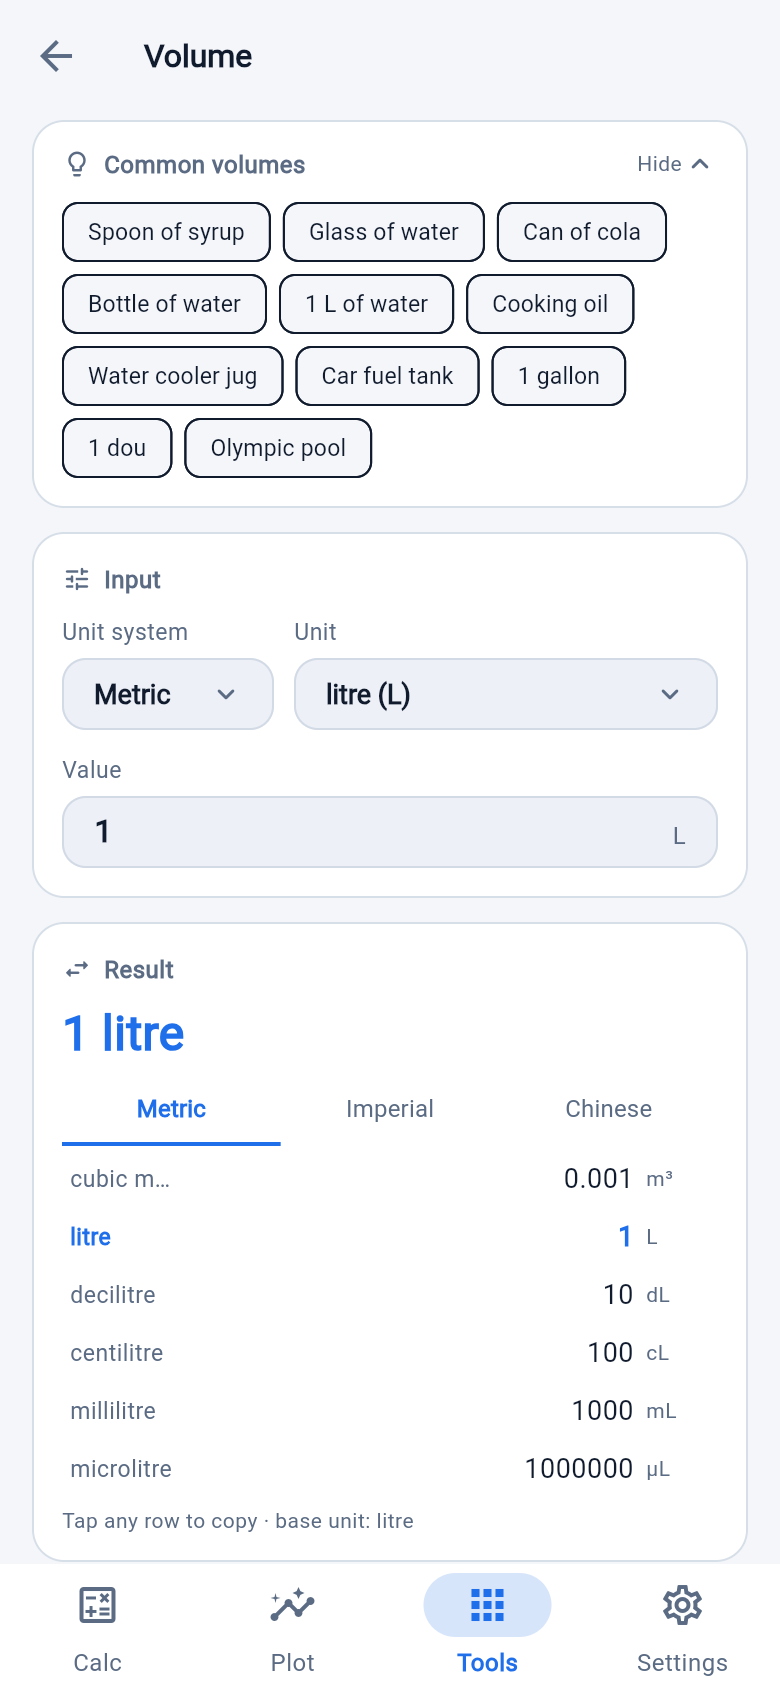 Volume
Common volumes
Hide
Spoon of syrup
Glass of water
Can of cola
Bottle of water
1 L of water
Cooking oil
Water cooler jug
Car fuel tank
1 gallon
1 dou
Olympic pool
Input
Unit system
Unit
Metric
litre (L)
Value
1 L
Result
1 litre
Metric
Imperial
Chinese
cubic m… 0.001 m³
litre 1 L
decilitre 10 dL
centilitre 100 cL
millilitre 1000 mL
microlitre 1000000 µL
Tap any row to copy · base unit: litre
Calc
Plot
Tools
Settings